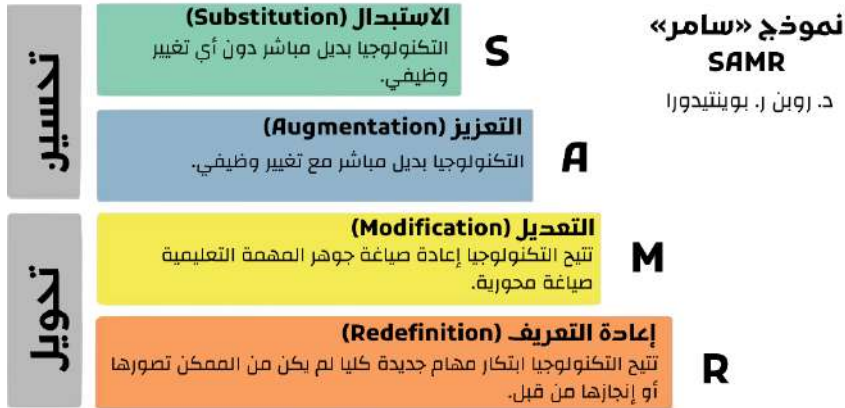 نموذج «سامر»
SAMR
د. روبن ر. بوينتيدورا
تحسين
الاستبدال (Substitution)
التكنولوجيا بديل مباشر دون أي تغيير
وظيفي.
S
التعزيز (Augmentation)
التكنولوجيا بديل مباشر مع تغيير وظيفي.
A
تحويل
التعديل (Modification)
تتيح التكنولوجيا إعادة صياغة جوهر المهمة التعليمية
صياغة محورية.
M
إعادة التعريف (Redefinition)
تتيح التكنولوجيا ابتكار مهام جديدة كليا لم يكن من الممكن تصورها
أو إنجازها من قبل.
R